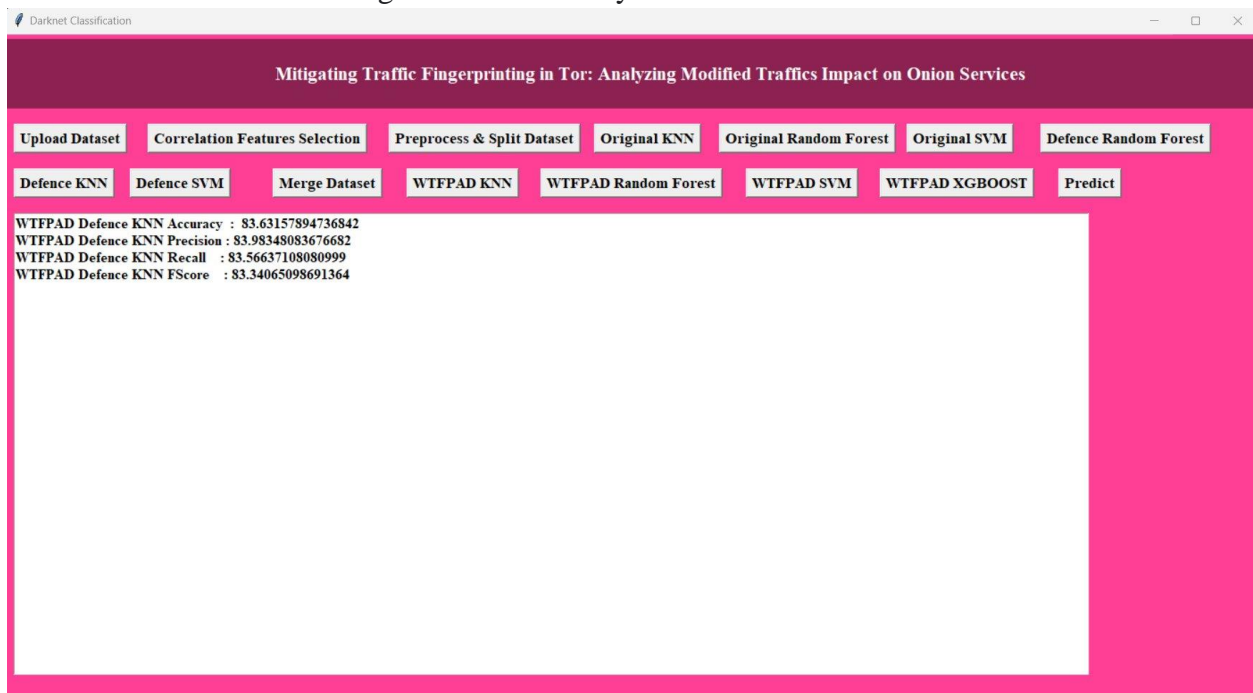 Darknet Classification
Mitigating Traffic Fingerprinting in Tor: Analyzing Modified Traffics Impact on Onion Services
Upload Dataset Correlation Features Selection Preprocess & Split Dataset Original KNN Original Random Forest Original SVM Defence Random Forest
Defence KNN Defence SVM Merge Dataset WTFPAD KNN WTFPAD Random Forest WTFPAD SVM WTFPAD XGBOOST Predict
WTFPAD Defence KNN Accuracy : 83.63157894736842
WTFPAD Defence KNN Precision : 83.98348083676682
WTFPAD Defence KNN Recall : 83.56637108080999
WTFPAD Defence KNN FScore : 83.34065098691364